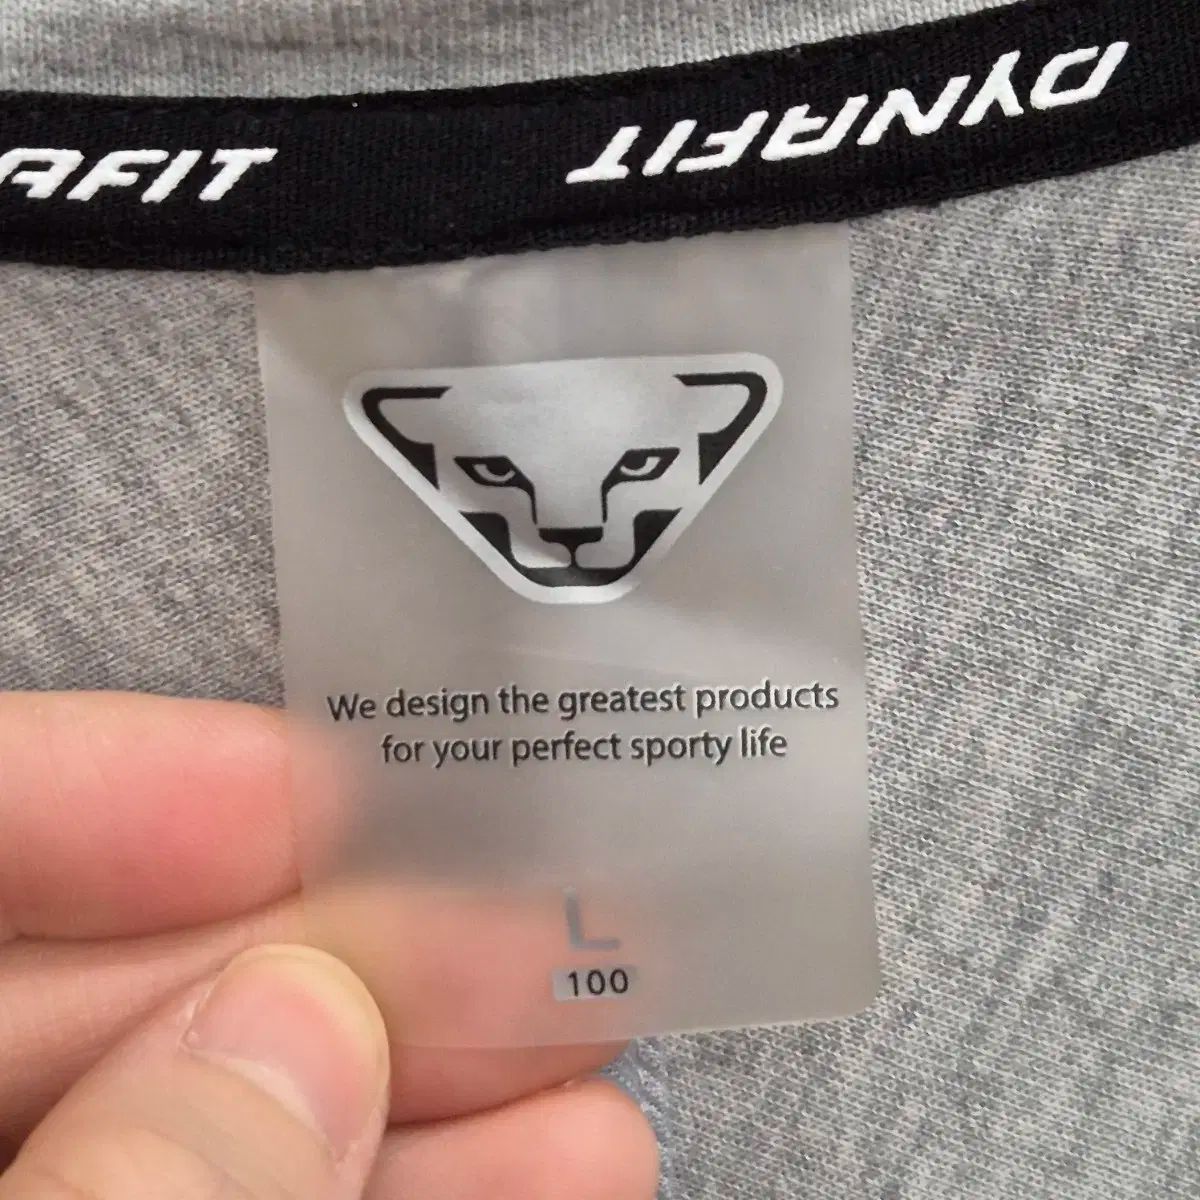 AFIT
DYNAFIT
We design the greatest products
for your perfect sporty life
L
100